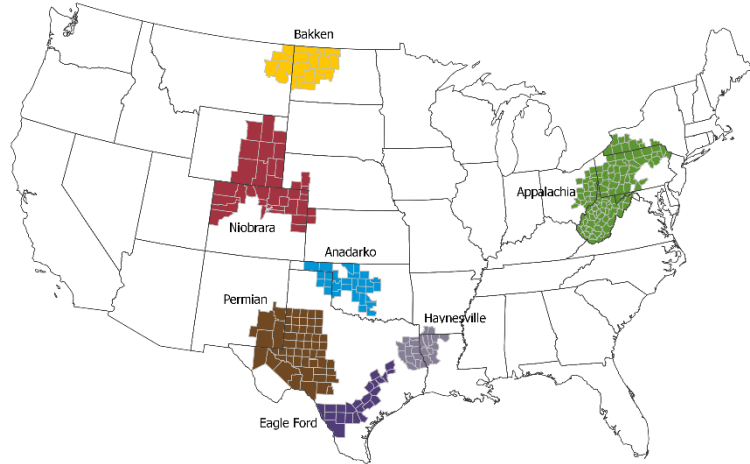 Bakken
Appalachia
Niobrara
Anadarko
Permian
Haynesville
Eagle Ford